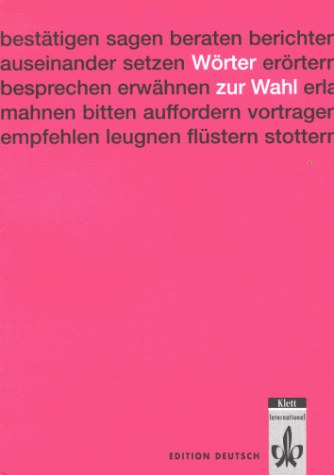 bestätigen sagen beraten berichten
auseinander setzen Wörter erörtern
besprechen erwähnen zur Wahl erla
mahnen bitten auffordern vortragen
empfehlen leugnen flüstern stottern
Klett
International
EDITION DEUTSCH